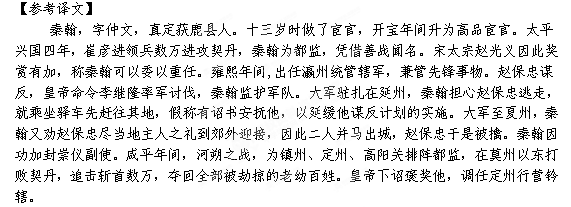 【参考译文】
秦翰，字仲文，真定获鹿县人。十三岁时做了宦官，开宝年间升为高品宦官。太平
兴国四年，崔彦进领兵数万进攻契丹，秦翰为都监，凭借善战闻名。宋太宗赵光义因此奖
赏有加，称秦翰可以委以重任。雍熙年间,出任瀛州统管辖军，兼管先锋事物。赵保忠谋
反，皇帝命令李继隆率军讨伐，秦翰监护军队。大军驻扎在延州，秦翰担心赵保忠逃走，
就乘坐驿车先赶往其地，假称有诏书安抚他，以延缓他谋反计划的实施。大军至夏州，秦
翰又劝赵保忠尽当地主人之礼到郊外迎接，因此二人并马出城，赵保忠于是被擒。秦翰因
功加封崇仪副使。咸平年间，河朔之战，为镇州、定州、高阳关排阵都监，在莫州以东打
败契丹，追击斩首数万，夺回全部被劫掠的老幼百姓。皇帝下诏褒奖他，调任定州行营钤
辖。